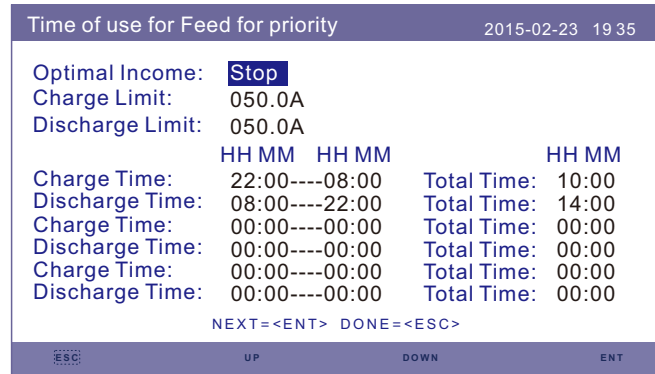 Time of use for Feed for priority 2015-02-23 19 35
Optimal Income: Stop
Charge Limit: 050.0A
Discharge Limit: 050.0A
HH MM HH MM HH MM
Charge Time: 22:00----08:00 Total Time: 10:00
Discharge Time: 08:00----22:00 Total Time: 14:00
Charge Time: 00:00----00:00 Total Time: 00:00
Discharge Time: 00:00----00:00 Total Time: 00:00
Charge Time: 00:00----00:00 Total Time: 00:00
Discharge Time: 00:00----00:00 Total Time: 00:00
NEXT=<ENT> DONE=<ESC>
ESC UP DOWN ENT